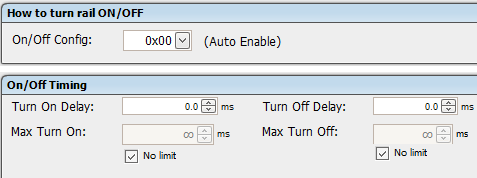 How to turn rail ON/OFF
On/Off Config: 0x00 (Auto Enable)
On/Off Timing
Turn On Delay: 0.0 ms Turn Off Delay: 0.0 ms
Max Turn On: ∞ ms Max Turn Off: ∞ ms
No limit No limit